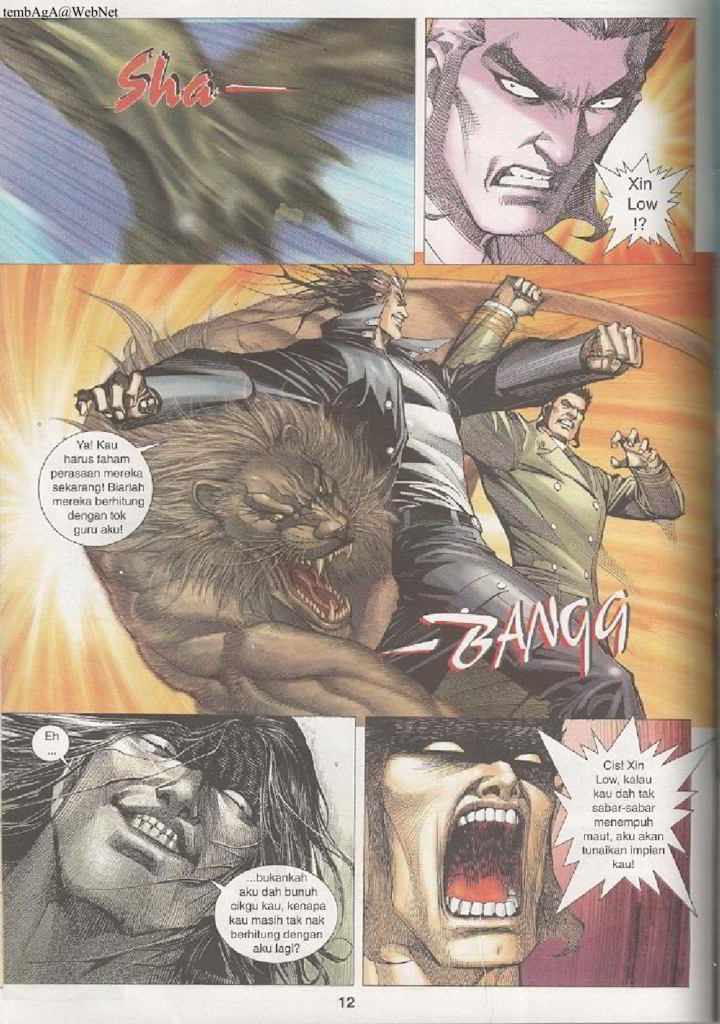 tembAgA@WebNet
Sha—
Xin
Low
!?
Ya! Kau
harus faham
perasaan mereka
sekarang! Biarlah
mereka berhitung
dengan tok
guru aku!
—BANGG
Eh
...
...bukankah
aku dah bunuh
cikgu kau, kenapa
kau masih tak nak
berhitung dengan
aku lagi?
Cis! Xin
Low, kalau
kau dah tak
sabar-sabar
menempuh
maut, aku akan
tunaikan impian
kau!
12